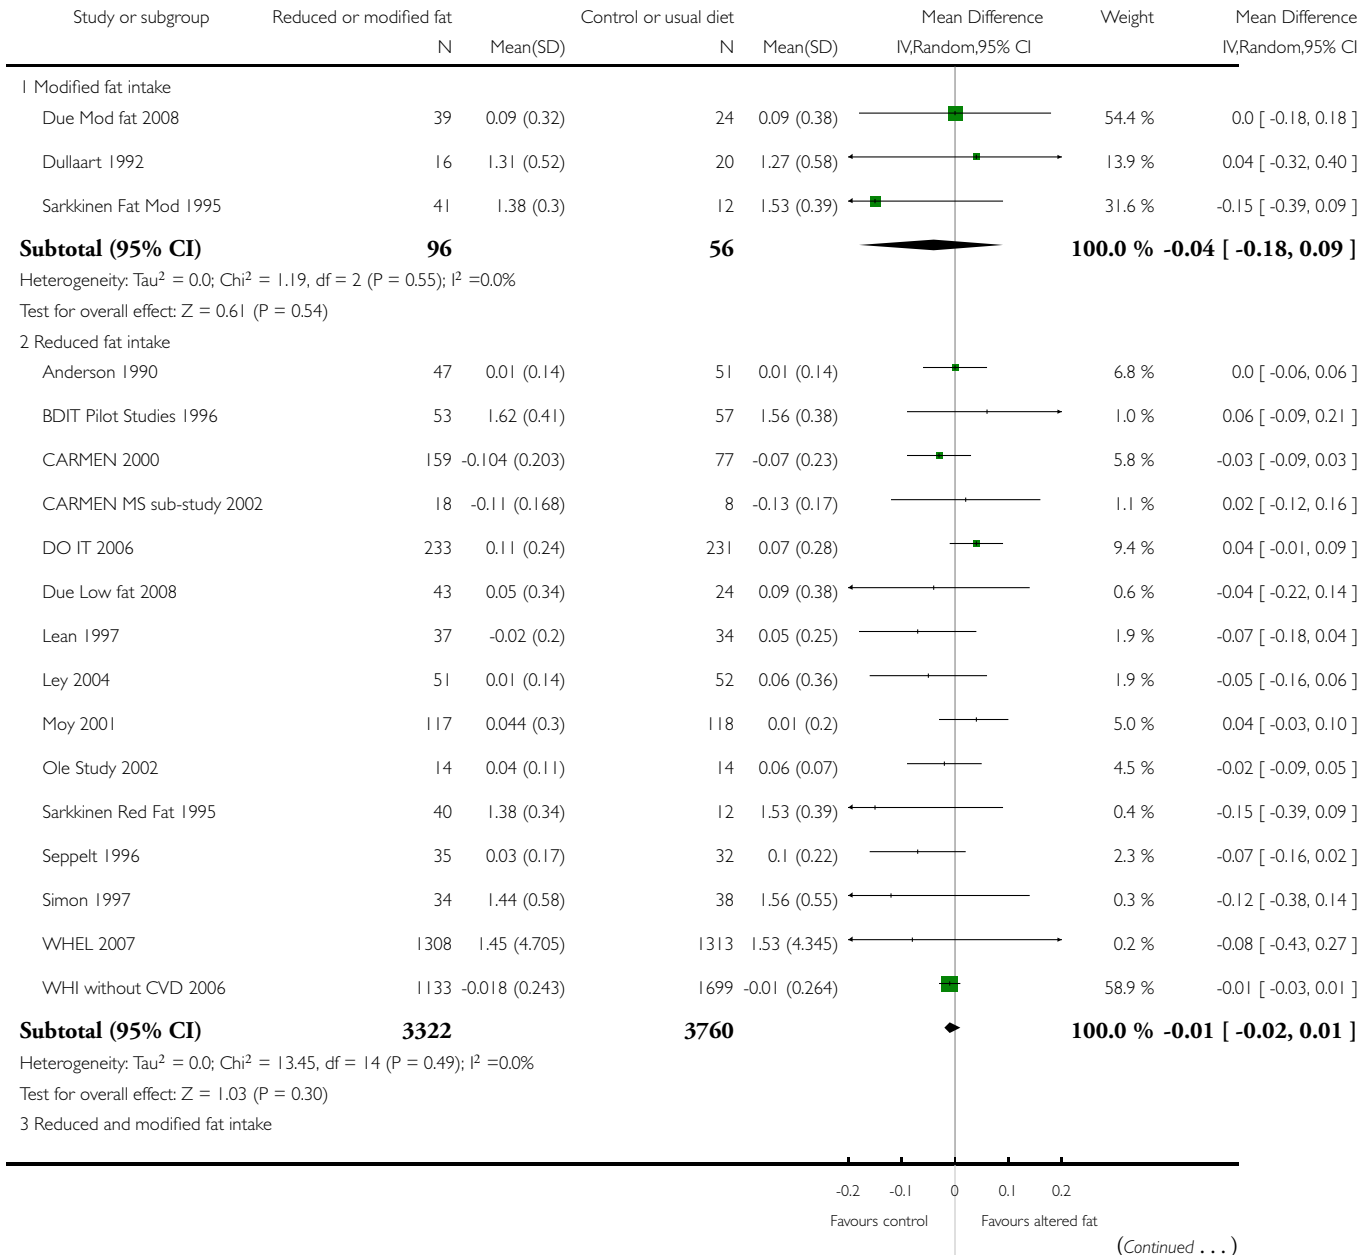 Study or subgroup Reduced or modified fat Control or usual diet Mean Difference Weight Mean Difference
N Mean(SD) N Mean(SD) IV,Random,95% CI IV,Random,95% CI
1 Modified fat intake
Due Mod fat 2008 39 0.09 (0.32) 24 0.09 (0.38) 54.4 % 0.0 [ -0.18, 0.18 ]
Dullaart 1992 16 1.31 (0.52) 20 1.27 (0.58) 13.9 % 0.04 [ -0.32, 0.40 ]
Sarkkinen Fat Mod 1995 41 1.38 (0.3) 12 1.53 (0.39) 31.6 % -0.15 [ -0.39, 0.09 ]
Subtotal (95% CI) 96 56 100.0 % -0.04 [ -0.18, 0.09 ]
Heterogeneity: Tau² = 0.0; Chi² = 1.19, df = 2 (P = 0.55); I² =0.0%
Test for overall effect: Z = 0.61 (P = 0.54)
2 Reduced fat intake
Anderson 1990 47 0.01 (0.14) 51 0.01 (0.14) 6.8 % 0.0 [ -0.06, 0.06 ]
BDIT Pilot Studies 1996 53 1.62 (0.41) 57 1.56 (0.38) 1.0 % 0.06 [ -0.09, 0.21 ]
CARMEN 2000 159 -0.104 (0.203) 77 -0.07 (0.23) 5.8 % -0.03 [ -0.09, 0.03 ]
CARMEN MS sub-study 2002 18 -0.11 (0.168) 8 -0.13 (0.17) 1.1 % 0.02 [ -0.12, 0.16 ]
DO IT 2006 233 0.11 (0.24) 231 0.07 (0.28) 9.4 % 0.04 [ -0.01, 0.09 ]
Due Low fat 2008 43 0.05 (0.34) 24 0.09 (0.38) 0.6 % -0.04 [ -0.22, 0.14 ]
Lean 1997 37 -0.02 (0.2) 34 0.05 (0.25) 1.9 % -0.07 [ -0.18, 0.04 ]
Ley 2004 51 0.01 (0.14) 52 0.06 (0.36) 1.9 % -0.05 [ -0.16, 0.06 ]
Moy 2001 117 0.044 (0.3) 118 0.01 (0.2) 5.0 % 0.04 [ -0.03, 0.10 ]
Ole Study 2002 14 0.04 (0.11) 14 0.06 (0.07) 4.5 % -0.02 [ -0.09, 0.05 ]
Sarkkinen Red Fat 1995 40 1.38 (0.34) 12 1.53 (0.39) 0.4 % -0.15 [ -0.39, 0.09 ]
Seppelt 1996 35 0.03 (0.17) 32 0.1 (0.22) 2.3 % -0.07 [ -0.16, 0.02 ]
Simon 1997 34 1.44 (0.58) 38 1.56 (0.55) 0.3 % -0.12 [ -0.38, 0.14 ]
WHEL 2007 1308 1.45 (4.705) 1313 1.53 (4.345) 0.2 % -0.08 [ -0.43, 0.27 ]
WHI without CVD 2006 1133 -0.018 (0.243) 1699 -0.01 (0.264) 58.9 % -0.01 [ -0.03, 0.01 ]
Subtotal (95% CI) 3322 3760 100.0 % -0.01 [ -0.02, 0.01 ]
Heterogeneity: Tau² = 0.0; Chi² = 13.45, df = 14 (P = 0.49); I² =0.0%
Test for overall effect: Z = 1.03 (P = 0.30)
3 Reduced and modified fat intake
-0.2 -0.1 0 0.1 0.2
Favours control Favours altered fat
(Continued . . . )